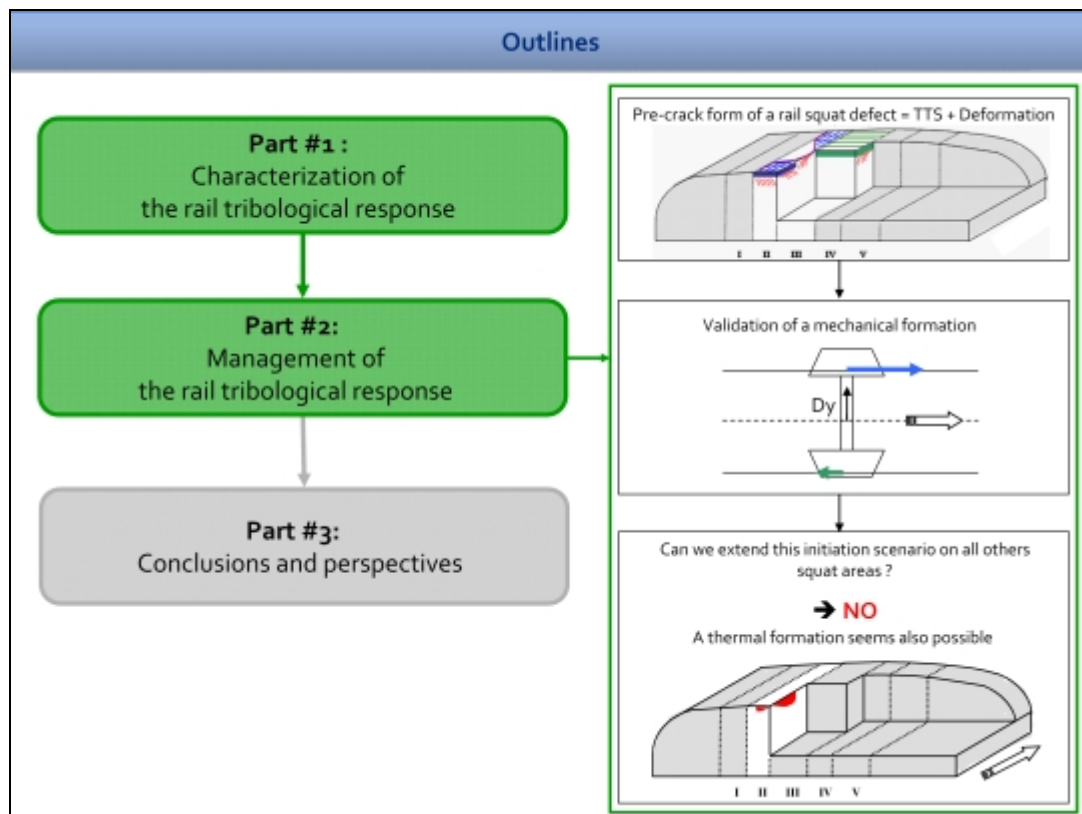 Outlines
Part #1 :
Characterization of
the rail tribological response
Part #2:
Management of
the rail tribological response
Part #3:
Conclusions and perspectives
Pre-crack form of a rail squat defect = TTS + Deformation
I II III IV V
Validation of a mechanical formation
Dy
Can we extend this initiation scenario on all others
squat areas ?
➔ NO
A thermal formation seems also possible
I II III IV V